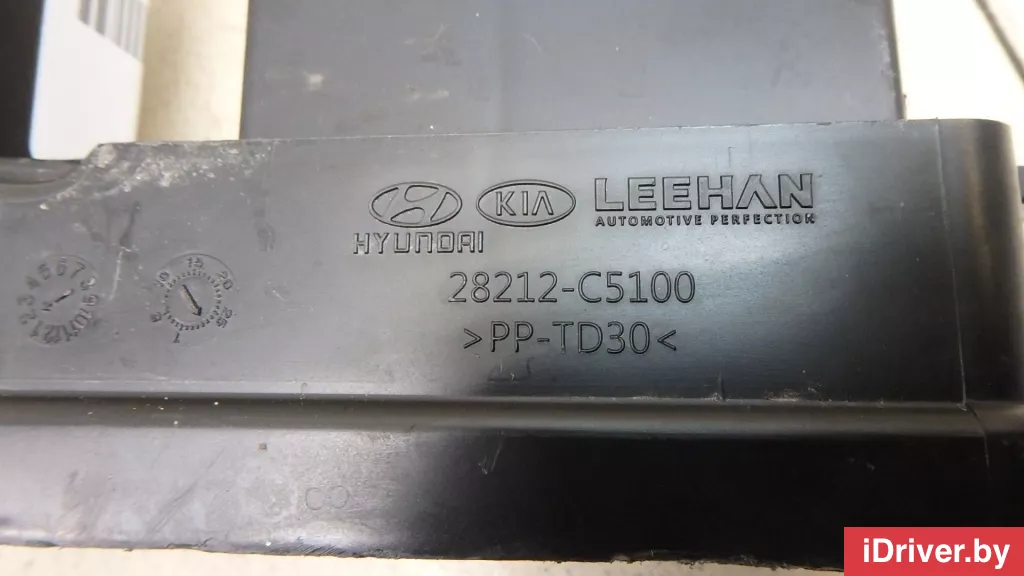 HYUNDAI
KIA
LEEHAN
AUTOMOTIVE PERFECTION
28212-C5100
>PP-TD30<
iDriver.by